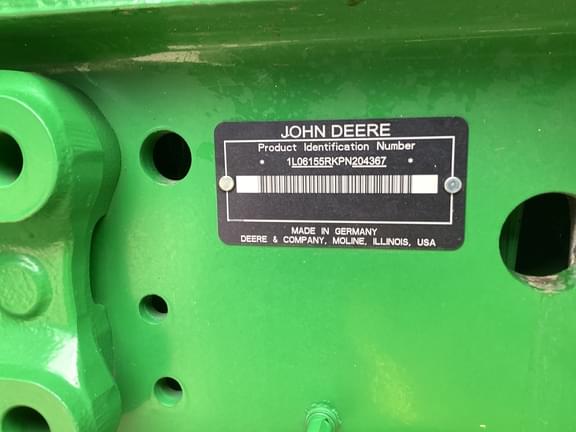 JOHN DEERE
Product Identification Number
* 1L06155RKPN204367 *
MADE IN GERMANY
DEERE & COMPANY, MOLINE, ILLINOIS, USA